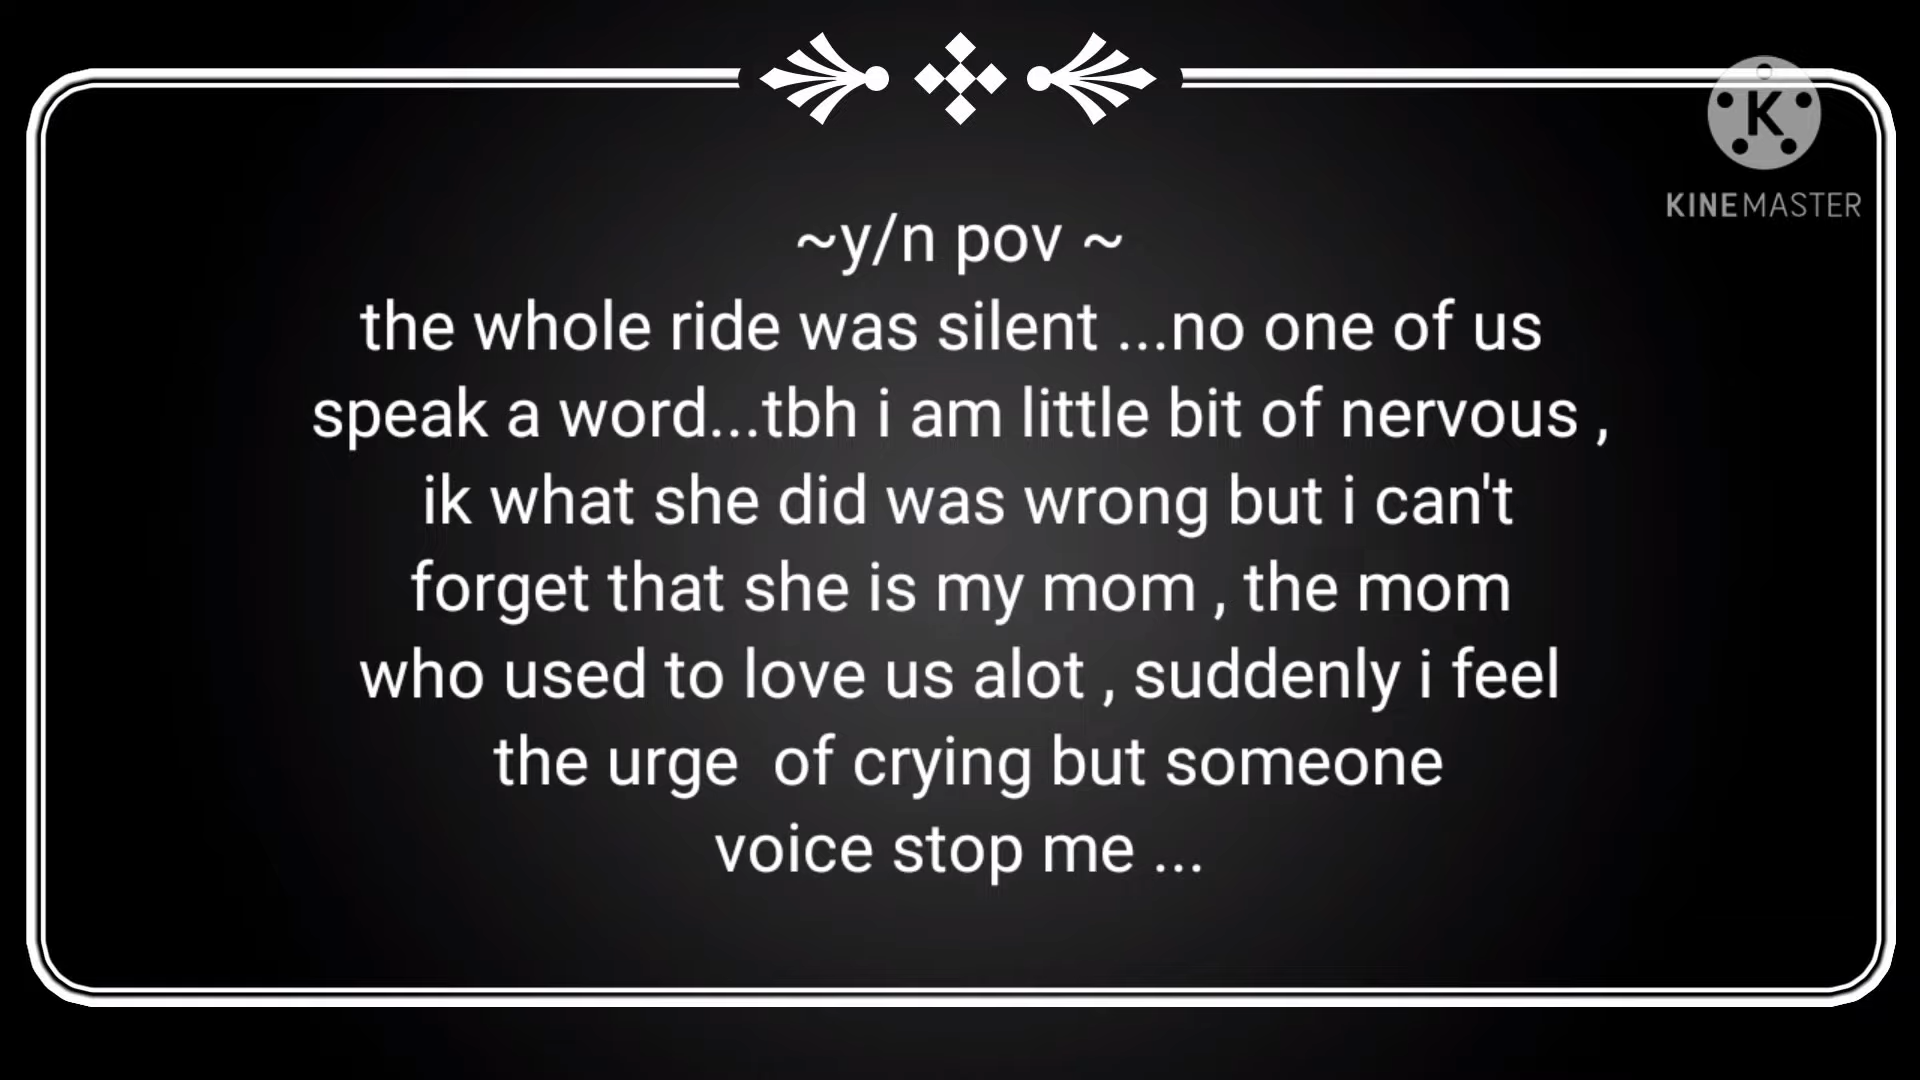 K
KINEMASTER
~y/n pov ~
the whole ride was silent ...no one of us
speak a word...tbh i am little bit of nervous ,
ik what she did was wrong but i can't
forget that she is my mom , the mom
who used to love us alot , suddenly i feel
the urge  of crying but someone
voice stop me ...